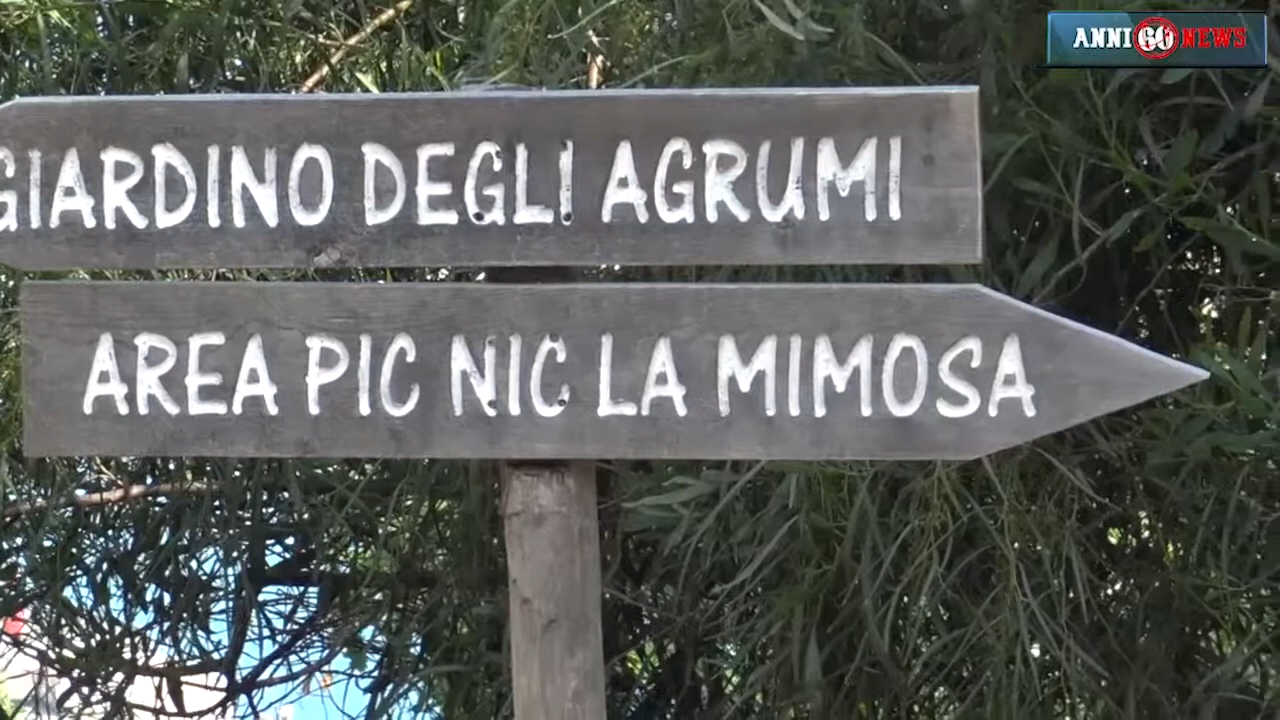 ANNI 60 NEWS
GIARDINO DEGLI AGRUMI
AREA PIC NIC LA MIMOSA